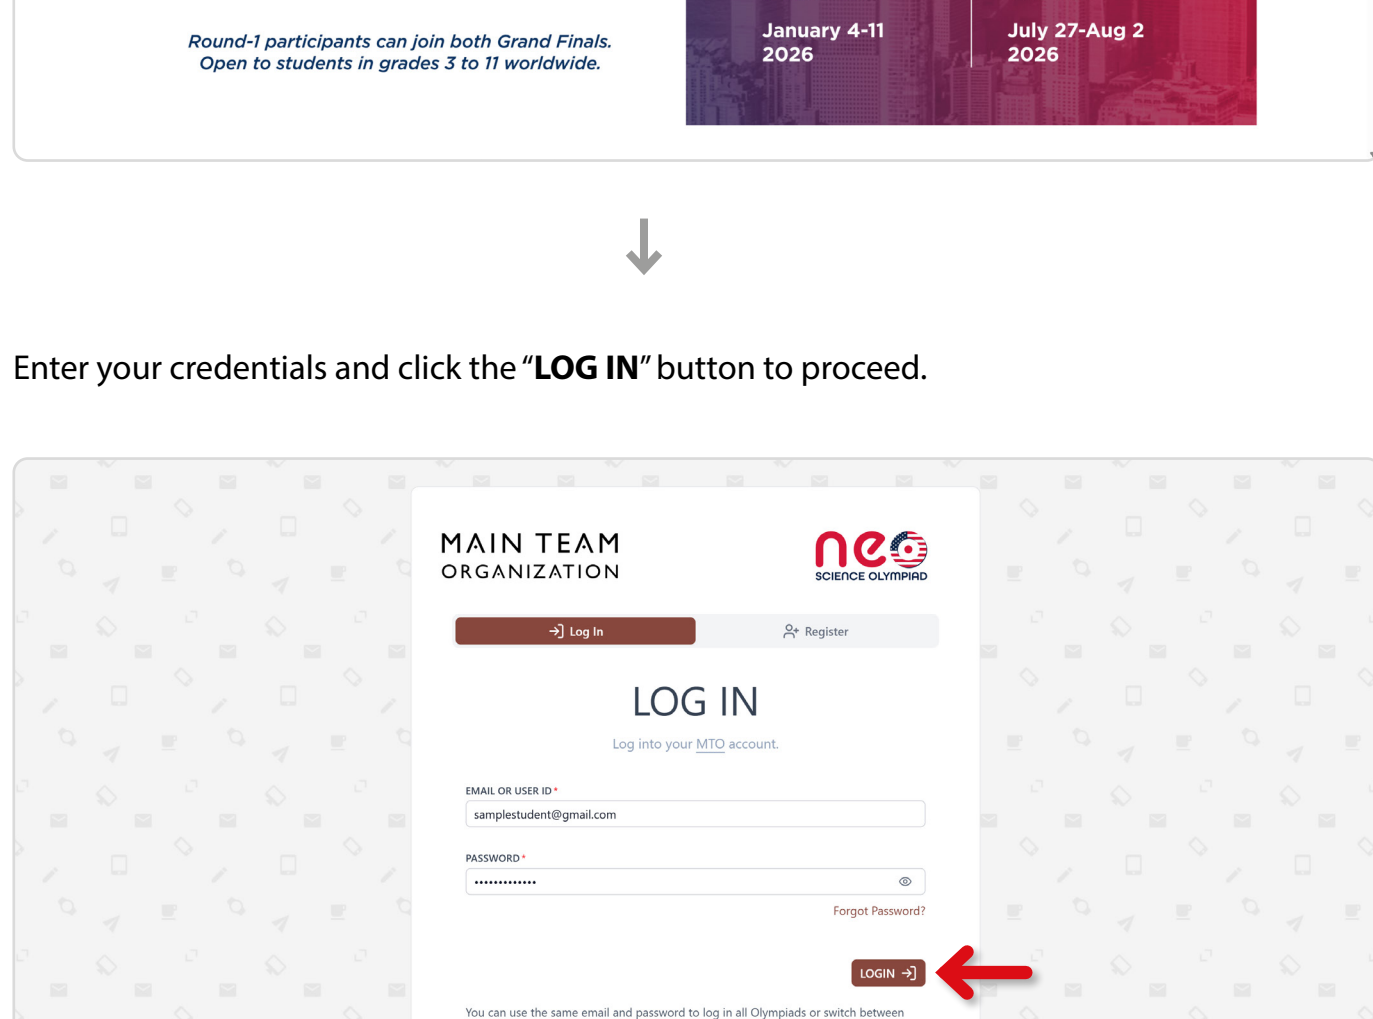 Round-1 participants can join both Grand Finals.
Open to students in grades 3 to 11 worldwide.
January 4-11
2026
July 27-Aug 2
2026
Enter your credentials and click the “LOG IN” button to proceed.
MAIN TEAM
ORGANIZATION
neo
SCIENCE OLYMPIAD
Log In
Register
LOG IN
Log into your MTO account.
EMAIL OR USER ID *
samplestudent@gmail.com
PASSWORD *
•••••••••••••
Forgot Password?
LOGIN
You can use the same email and password to log in all Olympiads or switch between